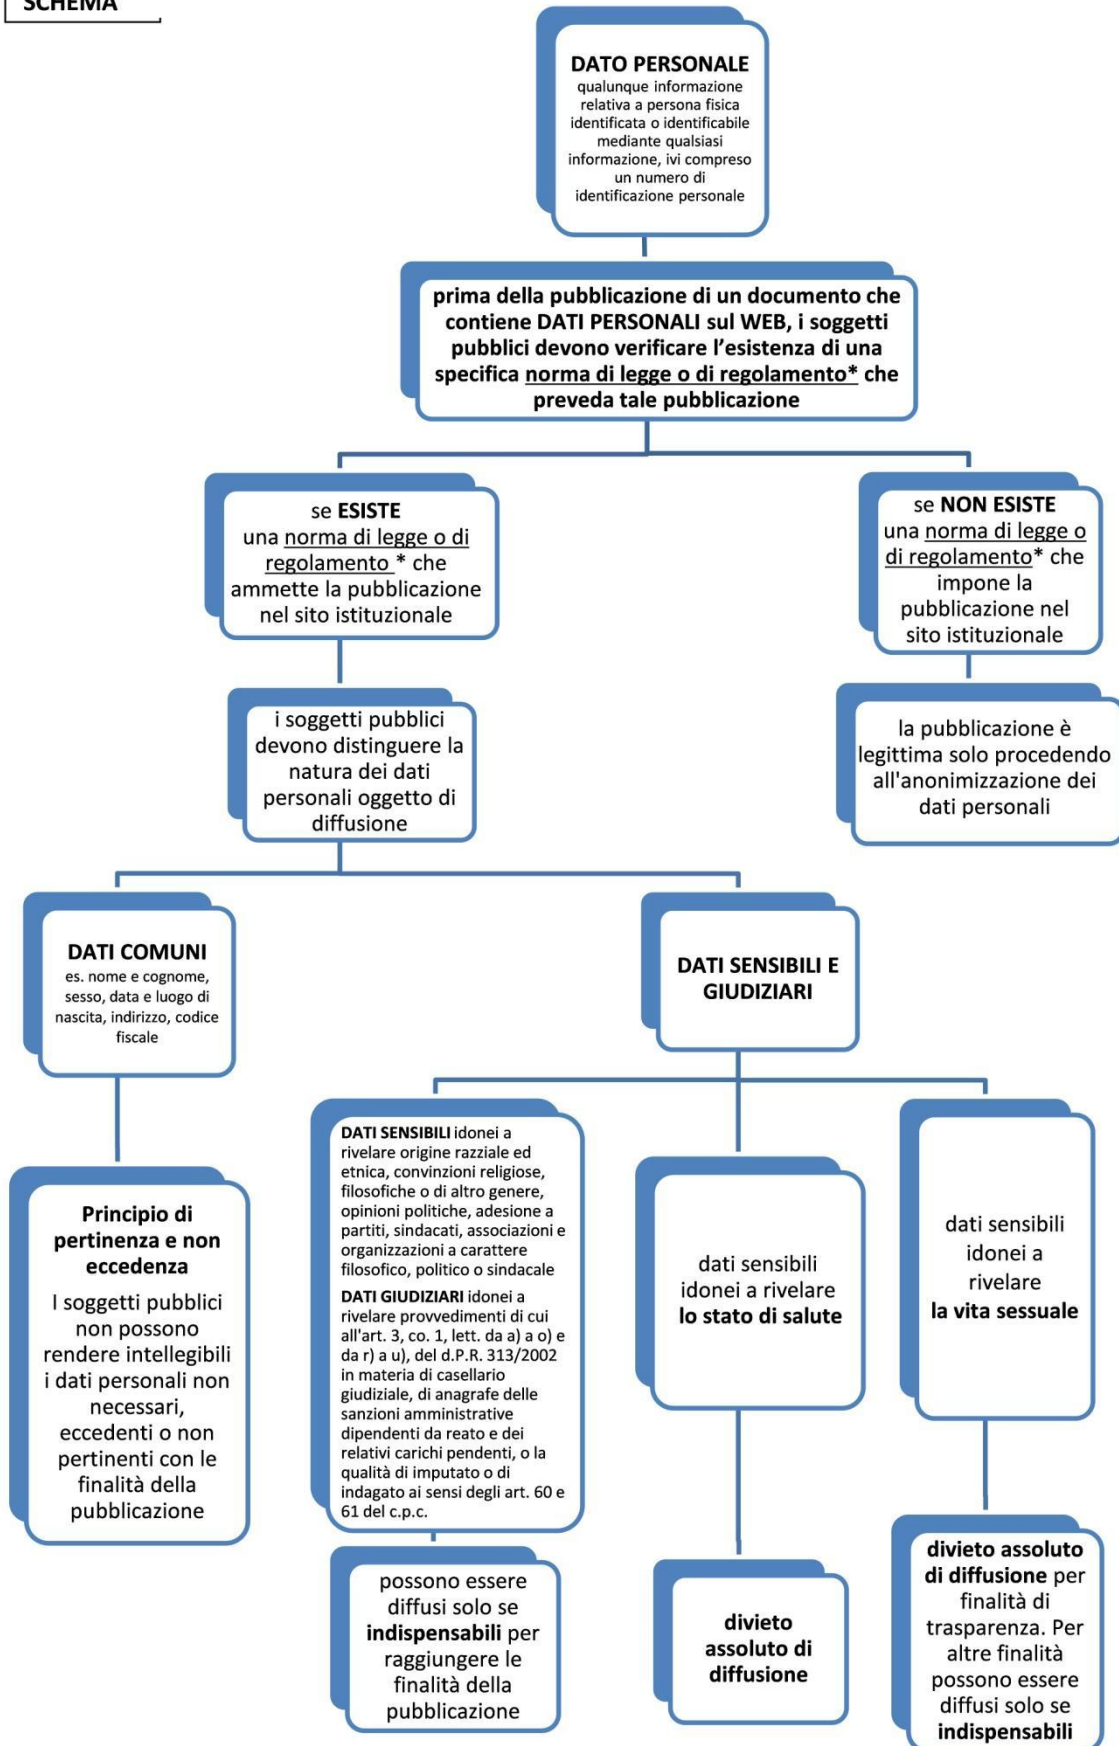 SCHEMA
DATO PERSONALE
qualunque informazione
relativa a persona fisica
identificata o identificabile
mediante qualsiasi
informazione, ivi compreso
un numero di
identificazione personale
prima della pubblicazione di un documento che
contiene DATI PERSONALI sul WEB, i soggetti
pubblici devono verificare l'esistenza di una
specifica norma di legge o di regolamento* che
preveda tale pubblicazione
se ESISTE
una norma di legge o di
regolamento * che
ammette la pubblicazione
nel sito istituzionale
se NON ESISTE
una norma di legge o
di regolamento* che
impone la
pubblicazione nel
sito istituzionale
i soggetti pubblici
devono distinguere la
natura dei dati
personali oggetto di
diffusione
la pubblicazione è
legittima solo procedendo
all'anonimizzazione dei
dati personali
DATI COMUNI
es. nome e cognome,
sesso, data e luogo di
nascita, indirizzo, codice
fiscale
DATI SENSIBILI E
GIUDIZIARI
Principio di
pertinenza e non
eccedenza
I soggetti pubblici
non possono
rendere intellegibili
i dati personali non
necessari,
eccedenti o non
pertinenti con le
finalità della
pubblicazione
DATI SENSIBILI idonei a
rivelare origine razziale ed
etnica, convinzioni religiose,
filosofiche o di altro genere,
opinioni politiche, adesione a
partiti, sindacati, associazioni e
organizzazioni a carattere
filosofico, politico o sindacale
DATI GIUDIZIARI idonei a
rivelare provvedimenti di cui
all'art. 3, co. 1, lett. da a) a o) e
da r) a u), del d.P.R. 313/2002
in materia di casellario
giudiziale, di anagrafe delle
sanzioni amministrative
dipendenti da reato e dei
relativi carichi pendenti, o la
qualità di imputato o di
indagato ai sensi degli art. 60 e
61 del c.p.c.
dati sensibili
idonei a rivelare
lo stato di salute
dati sensibili
idonei a
rivelare
la vita sessuale
possono essere
diffusi solo se
indispensabili per
raggiungere le
finalità della
pubblicazione
divieto
assoluto di
diffusione
divieto assoluto
di diffusione per
finalità di
trasparenza. Per
altre finalità
possono essere
diffusi solo se
indispensabili